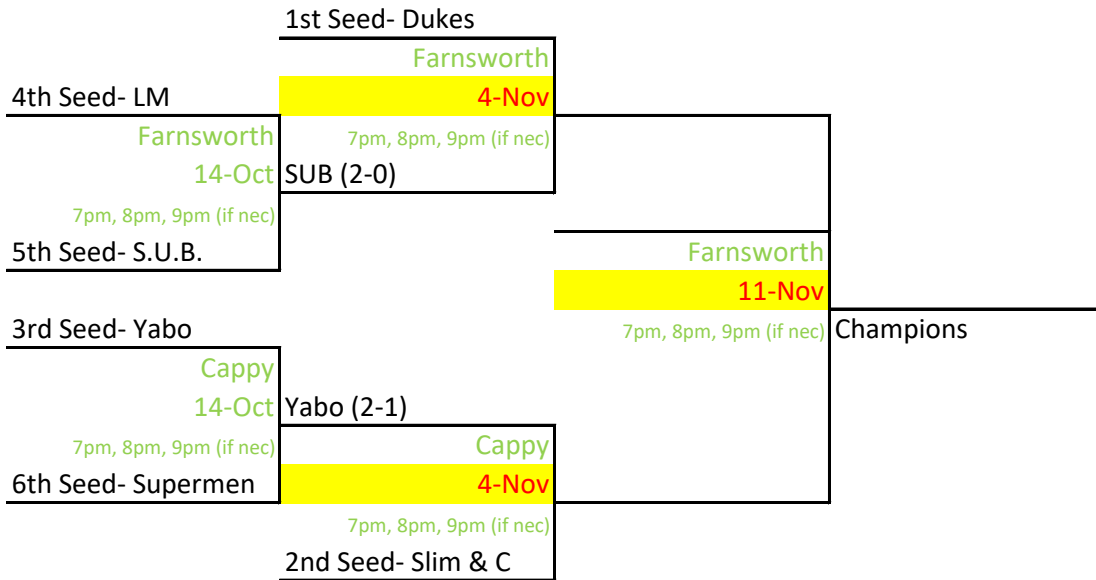 1st Seed- Dukes
Farnsworth
4th Seed- LM
4-Nov
Farnsworth
7pm, 8pm, 9pm (if nec)
14-Oct
SUB (2-0)
7pm, 8pm, 9pm (if nec)
5th Seed- S.U.B.
Farnsworth
11-Nov
3rd Seed- Yabo
7pm, 8pm, 9pm (if nec)
Champions
Cappy
14-Oct
Yabo (2-1)
7pm, 8pm, 9pm (if nec)
Cappy
6th Seed- Supermen
4-Nov
7pm, 8pm, 9pm (if nec)
2nd Seed- Slim & C